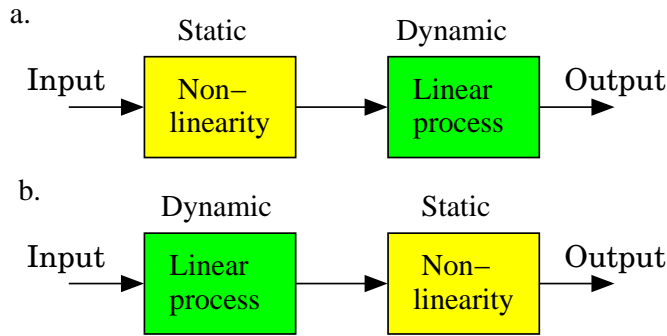 a.
Static
Dynamic
Input
Non–
linearity
Linear
process
Output
b.
Dynamic
Static
Input
Linear
process
Non–
linearity
Output